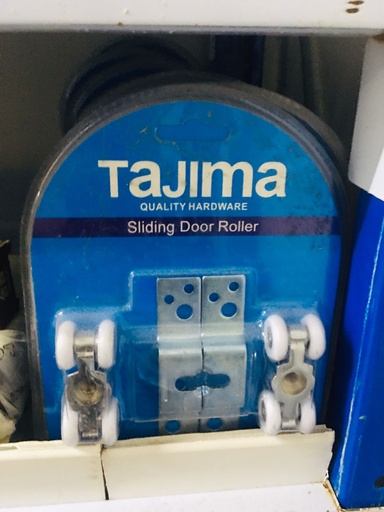 TAJIMA
QUALITY HARDWARE
Sliding Door Roller